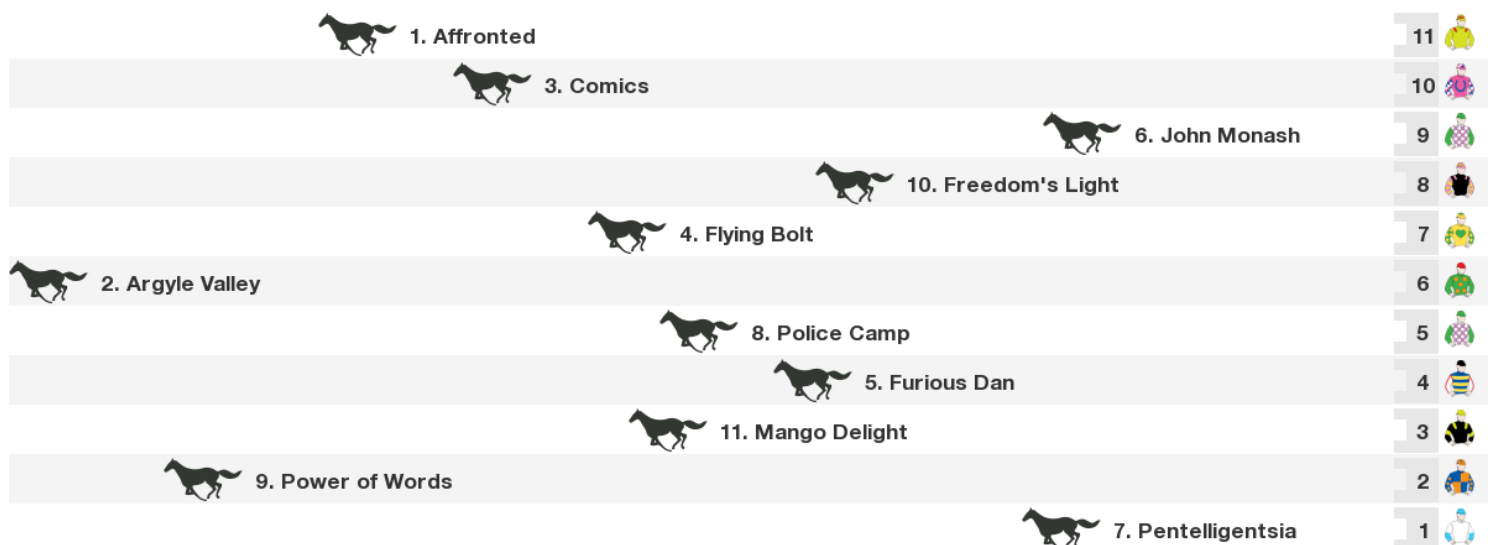 1. Affronted 11
3. Comics 10
6. John Monash 9
10. Freedom's Light 8
4. Flying Bolt 7
2. Argyle Valley 6
8. Police Camp 5
5. Furious Dan 4
11. Mango Delight 3
9. Power of Words 2
7. Pentelligentsia 1